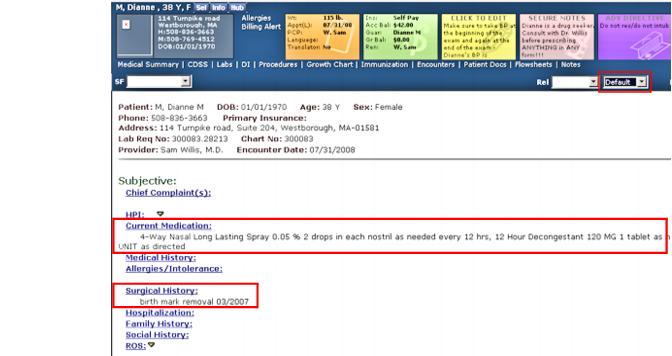 M, Dianne , 38 Y, F Sel Info Hub
114 Turnpike road
Westborough, MA
H:508-836-3663
M:508-769-4512
DOB:01/01/1970
Allergies
Billing Alert
Wt: 115 lb.
Appt(L): 07/31/08
PCP: W, Sam
Language:
Translator: No
Ins: Self Pay
Acc Bal: $42.00
Guar: Dianne M
Gr Bal: $0.00
Ren: W, Sam
CLICK TO EDIT
Make sure to take BP at
the beginning of the
exam and again at the
end of the exam.
Dianne's BP is
SECURE NOTES
Dianne is a drug seeker.
Consult with Dr. Willis
before prescribing
ANYTHING in ANY
form!!!!
ADV DIRECTIVE
Do not res/do not intub
Medical Summary | CDSS | Labs | DI | Procedures | Growth Chart | Immunization | Encounters | Patient Docs | Flowsheets | Notes
SF Rel Default
Patient: M, Dianne M DOB: 01/01/1970 Age: 38 Y Sex: Female
Phone: 508-836-3663 Primary Insurance:
Address: 114 Turnpike road, Suite 204, Westborough, MA-01581
Lab Req No: 300083.28213 Chart No: 300083
Provider: Sam Willis, M.D. Encounter Date: 07/31/2008
Subjective:
Chief Complaint(s):
HPI:
Current Medication:
4-Way Nasal Long Lasting Spray 0.05 % 2 drops in each nostril as needed every 12 hrs, 12 Hour Decongestant 120 MG 1 tablet as n
UNIT as directed
Medical History:
Allergies/Intolerance:
Surgical History:
birth mark removal 03/2007
Hospitalization:
Family History:
Social History:
ROS: